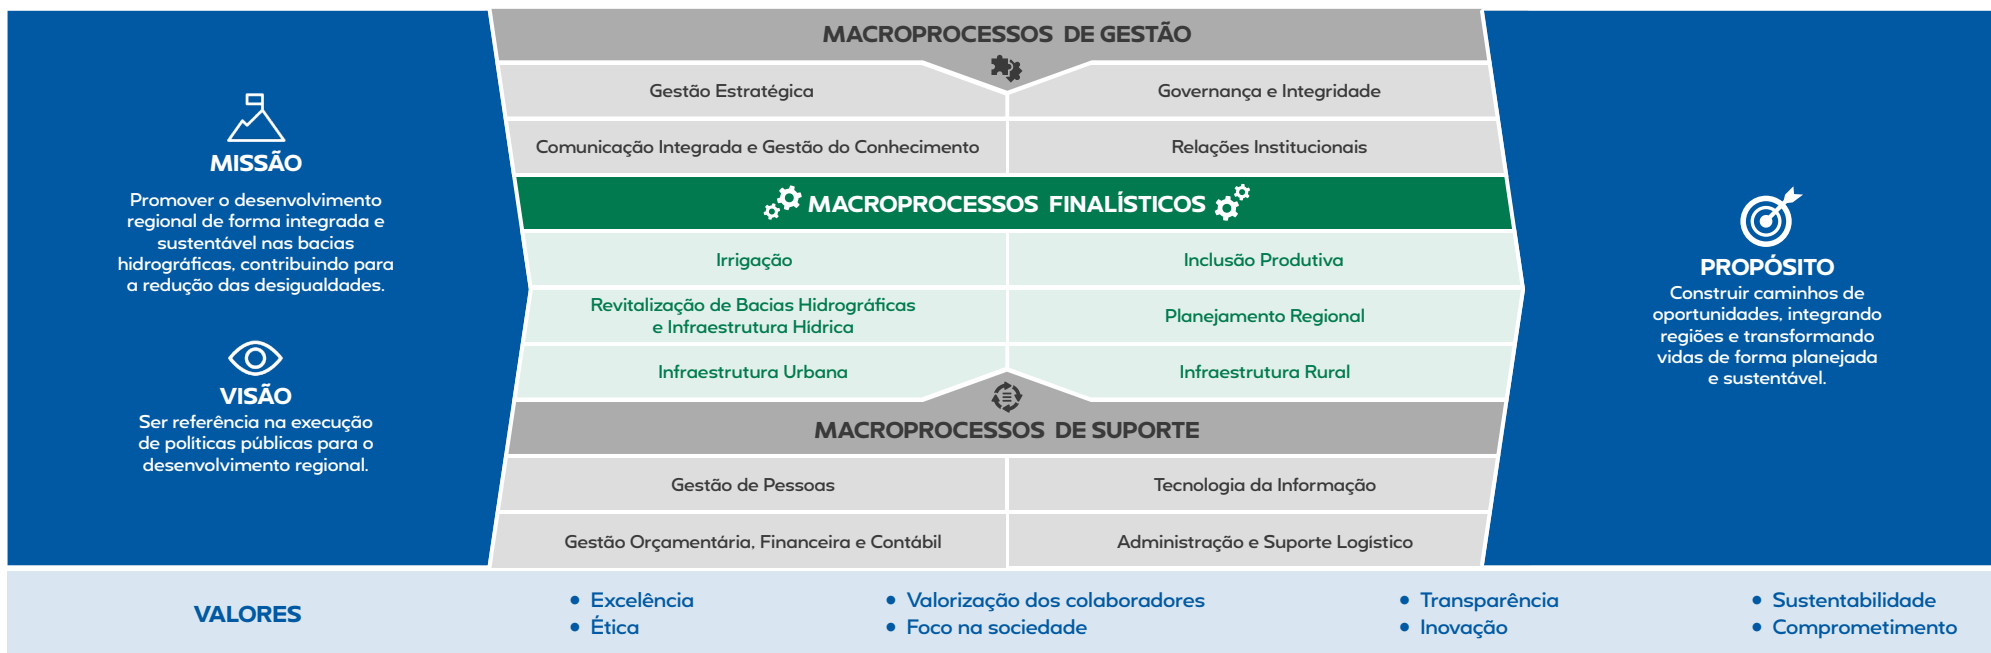 MISSÃO
Promover o desenvolvimento
regional de forma integrada e
sustentável nas bacias
hidrográficas, contribuindo para
a redução das desigualdades.
VISÃO
Ser referência na execução
de políticas públicas para o
desenvolvimento regional.
MACROPROCESSOS DE GESTÃO
Gestão Estratégica
Governança e Integridade
Comunicação Integrada e Gestão do Conhecimento
Relações Institucionais
MACROPROCESSOS FINALÍSTICOS
Irrigação
Inclusão Produtiva
Revitalização de Bacias Hidrográficas
e Infraestrutura Hídrica
Planejamento Regional
Infraestrutura Urbana
Infraestrutura Rural
MACROPROCESSOS DE SUPORTE
Gestão de Pessoas
Tecnologia da Informação
Gestão Orçamentária, Financeira e Contábil
Administração e Suporte Logístico
PROPÓSITO
Construir caminhos de
oportunidades, integrando
regiões e transformando
vidas de forma planejada
e sustentável.
VALORES
• Excelência
• Ética
• Valorização dos colaboradores
• Foco na sociedade
• Transparência
• Inovação
• Sustentabilidade
• Comprometimento